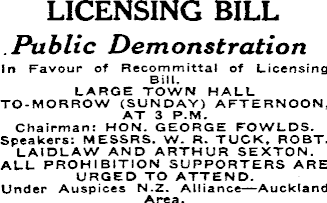 LICENSING BILL
Public Demonstration
In Favour of Recommittal of Licensing
Bill.
LARGE TOWN HALL
TO-MORROW (SUNDAY) AFTERNOON,
AT 3 P.M.
Chairman: HON. GEORGE FOWLDS.
Speakers: MESSRS. W. R. TUCK, ROBT.
LAIDLAW AND ARTHUR SEXTON.
ALL PROHIBITION SUPPORTERS ARE
URGED TO ATTEND.
Under Auspices N.Z. Alliance—Auckland
Area.